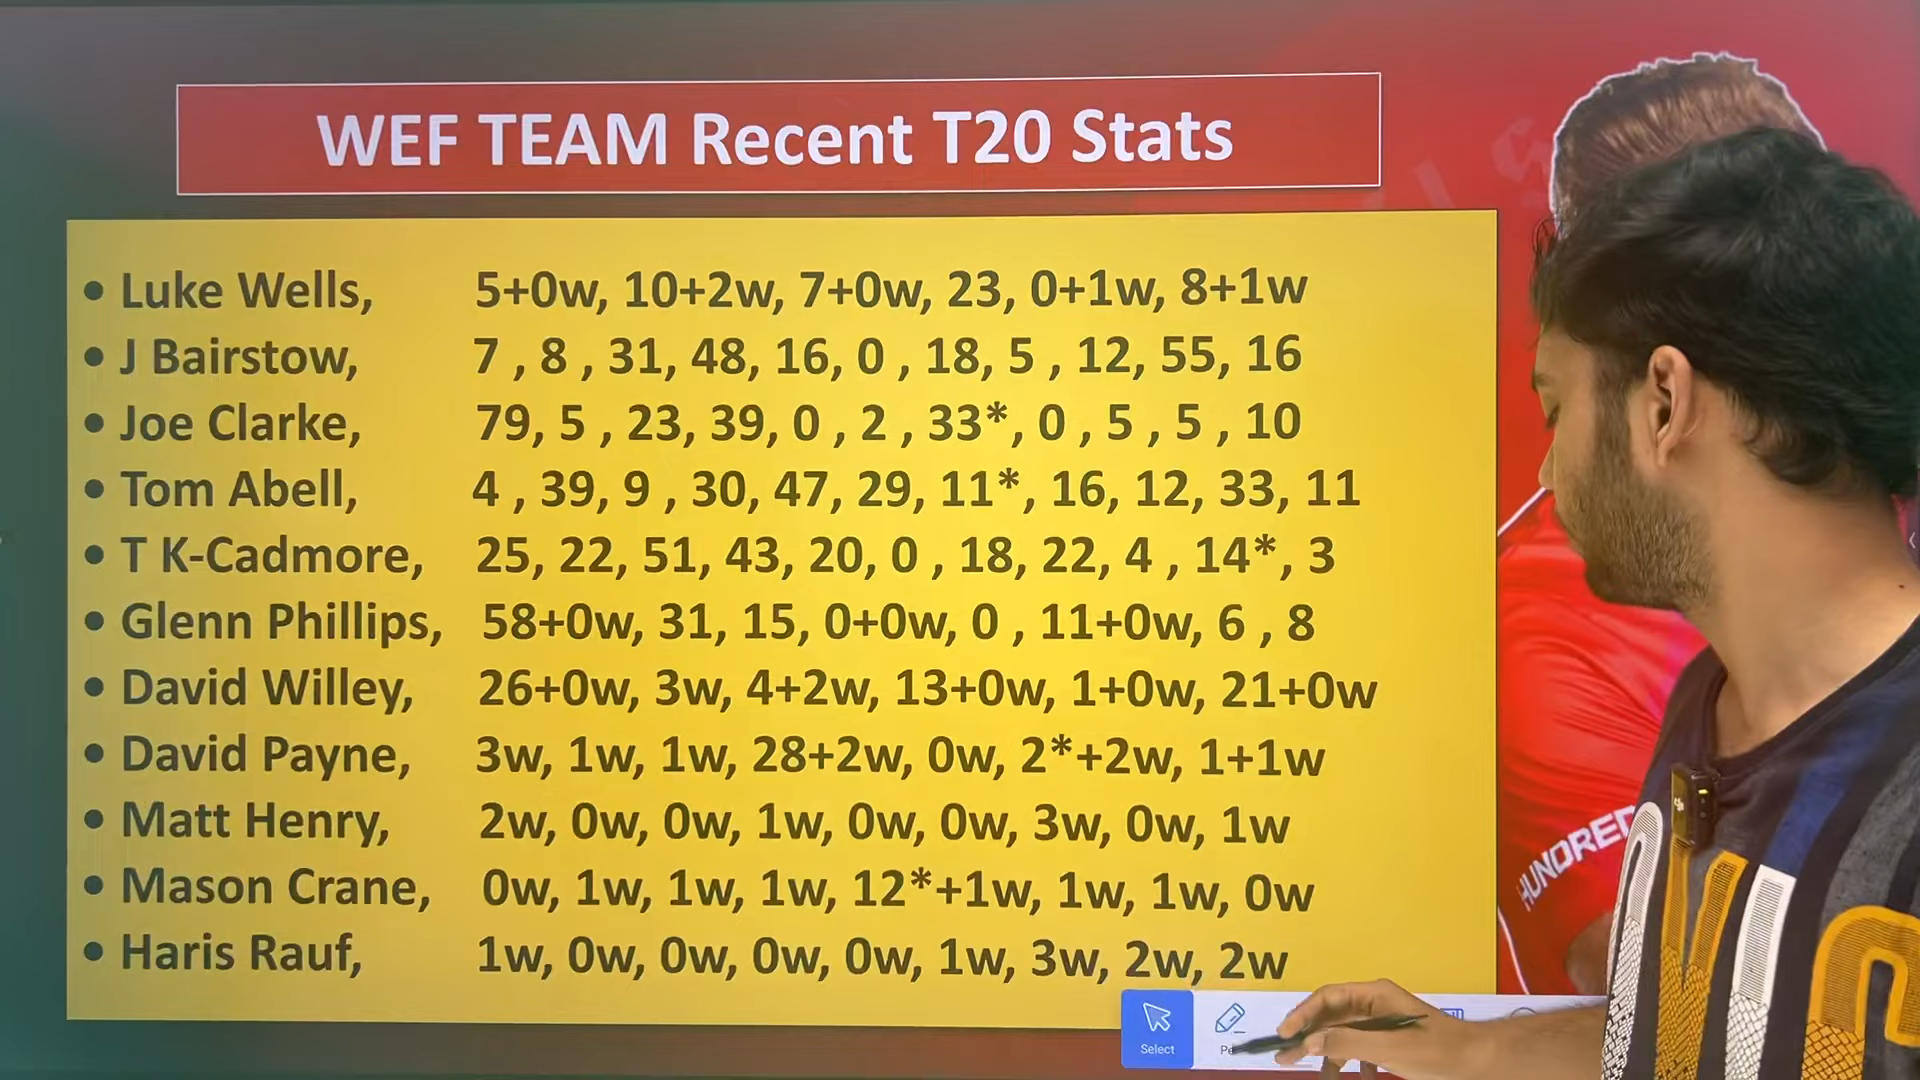 WEF TEAM Recent T20 Stats
• Luke Wells, 5+0w, 10+2w, 7+0w, 23, 0+1w, 8+1w
• J Bairstow, 7 , 8 , 31, 48, 16, 0 , 18, 5 , 12, 55, 16
• Joe Clarke, 79, 5 , 23, 39, 0 , 2 , 33*, 0 , 5 , 5 , 10
• Tom Abell, 4 , 39, 9 , 30, 47, 29, 11*, 16, 12, 33, 11
• T K-Cadmore, 25, 22, 51, 43, 20, 0 , 18, 22, 4 , 14*, 3
• Glenn Phillips, 58+0w, 31, 15, 0+0w, 0 , 11+0w, 6 , 8
• David Willey, 26+0w, 3w, 4+2w, 13+0w, 1+0w, 21+0w
• David Payne, 3w, 1w, 1w, 28+2w, 0w, 2*+2w, 1+1w
• Matt Henry, 2w, 0w, 0w, 1w, 0w, 0w, 3w, 0w, 1w
• Mason Crane, 0w, 1w, 1w, 1w, 12*+1w, 1w, 1w, 0w
• Haris Rauf, 1w, 0w, 0w, 0w, 0w, 1w, 3w, 2w, 2w
HUNDRED
Select